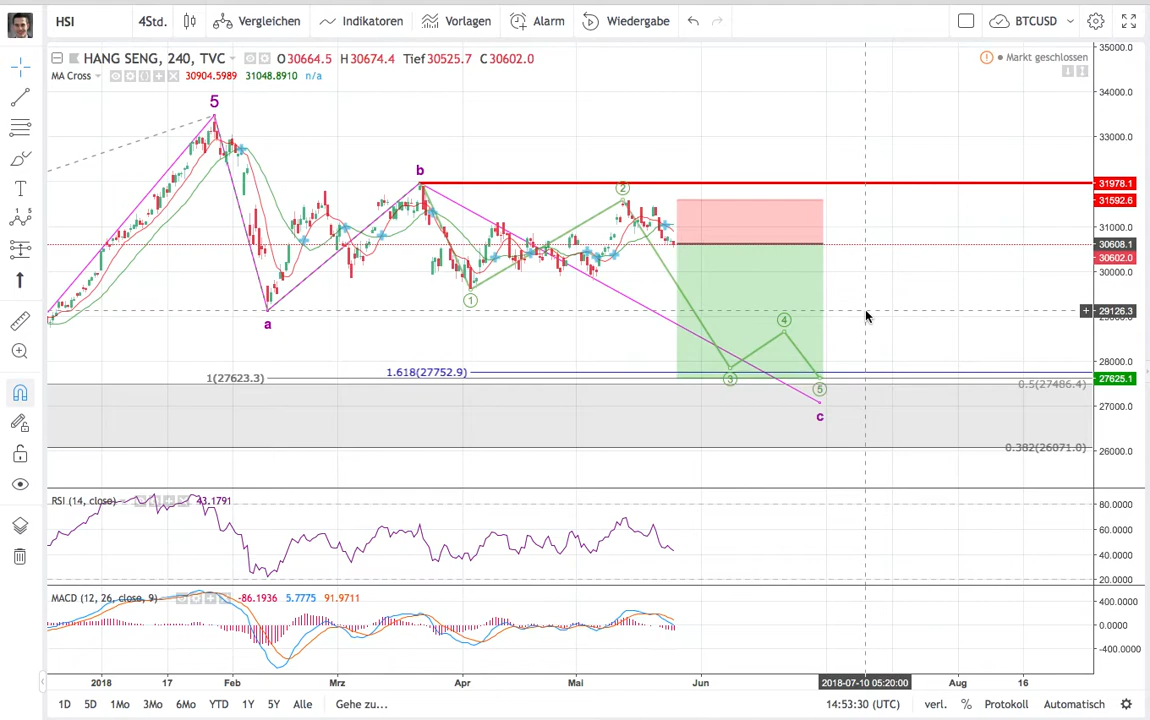 HSI 4Std. Vergleichen Indikatoren Vorlagen Alarm Wiedergabe BTCUSD
HANG SENG, 240, TVC O30664.5 H30674.4 Tief30525.7 C30602.0
Markt geschlossen
MA Cross 30904.5989 31048.8910 n/a
35000.0
34000.0
33000.0
31978.1
31592.6
31000.0
30608.1
30602.0
30000.0
29126.3
28000.0
27625.1
27000.0
26000.0
5
b
2
a
1
4
3
5
c
1.618(27752.9)
1(27623.3)
0.5(27486.4)
0.382(26071.0)
RSI (14, close) 43.1791
80.0000
60.0000
40.0000
20.0000
MACD (12, 26, close, 9) -86.1936 5.7775 91.9711
400.0000
0.0000
-400.0000
2018 17 Feb Mrz Apr Mai Jun 2018-07-10 05:20:00 Aug 16
1D 5D 1Mo 3Mo 6Mo YTD 1Y 5Y Alle Gehe zu... 14:53:30 (UTC) verl. % Protokoll Automatisch